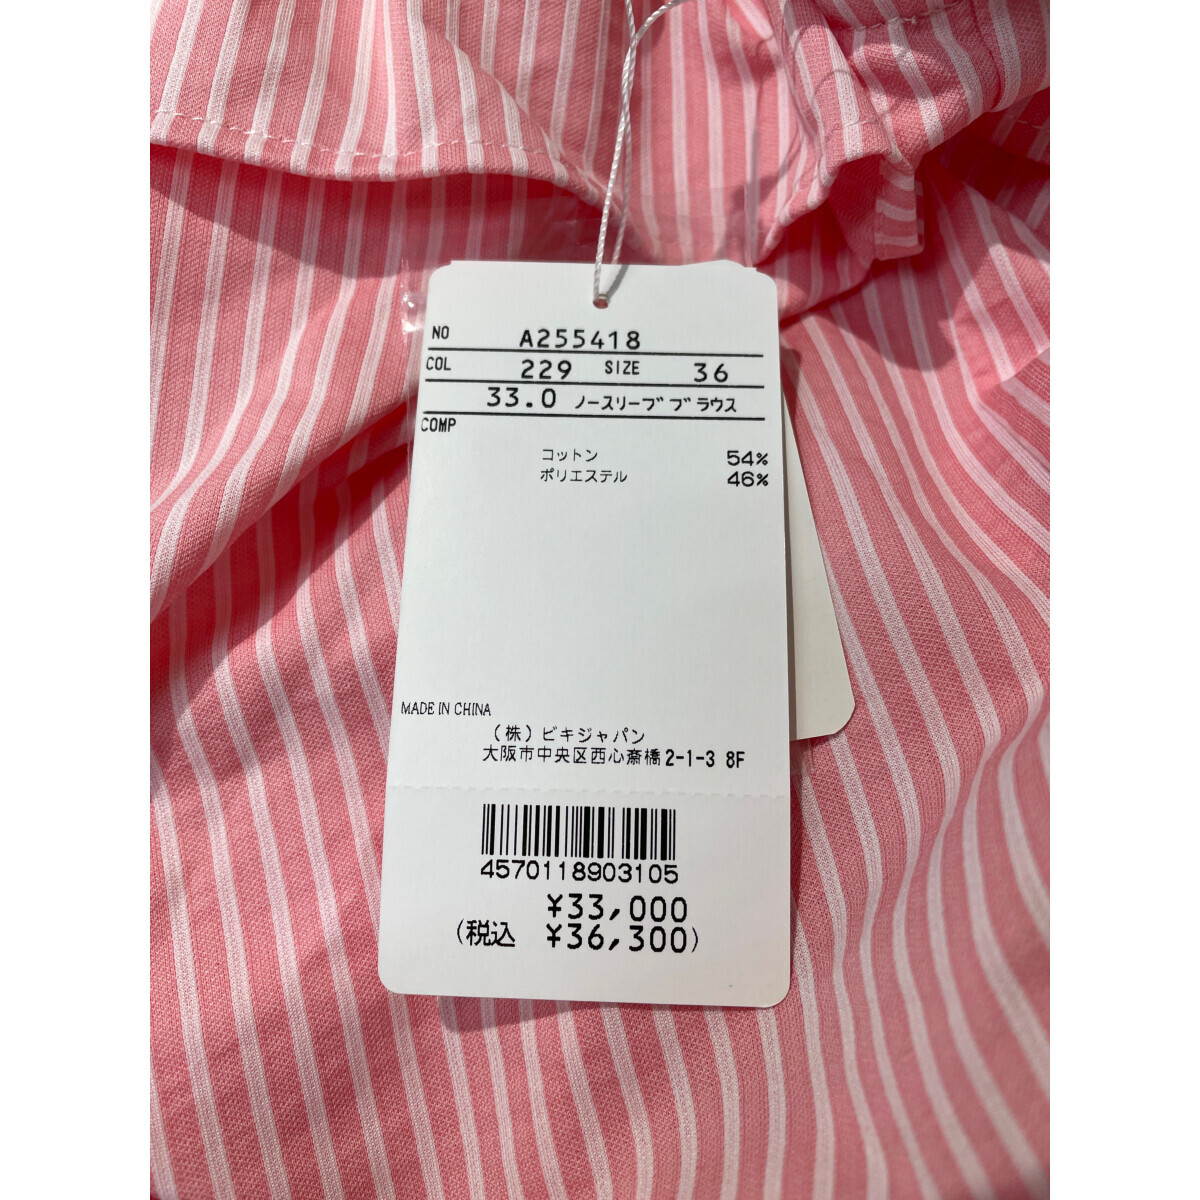 NO A255418
COL 229 SIZE 36
33.0 ノースリーブブラウス
COMP
コットン 54%
ポリエステル 46%
MADE IN CHINA
(株)ビキジャパン
大阪市中央区西心斎橋2-1-3 8F
4570118903105
¥33,000
(税込 ¥36,300)